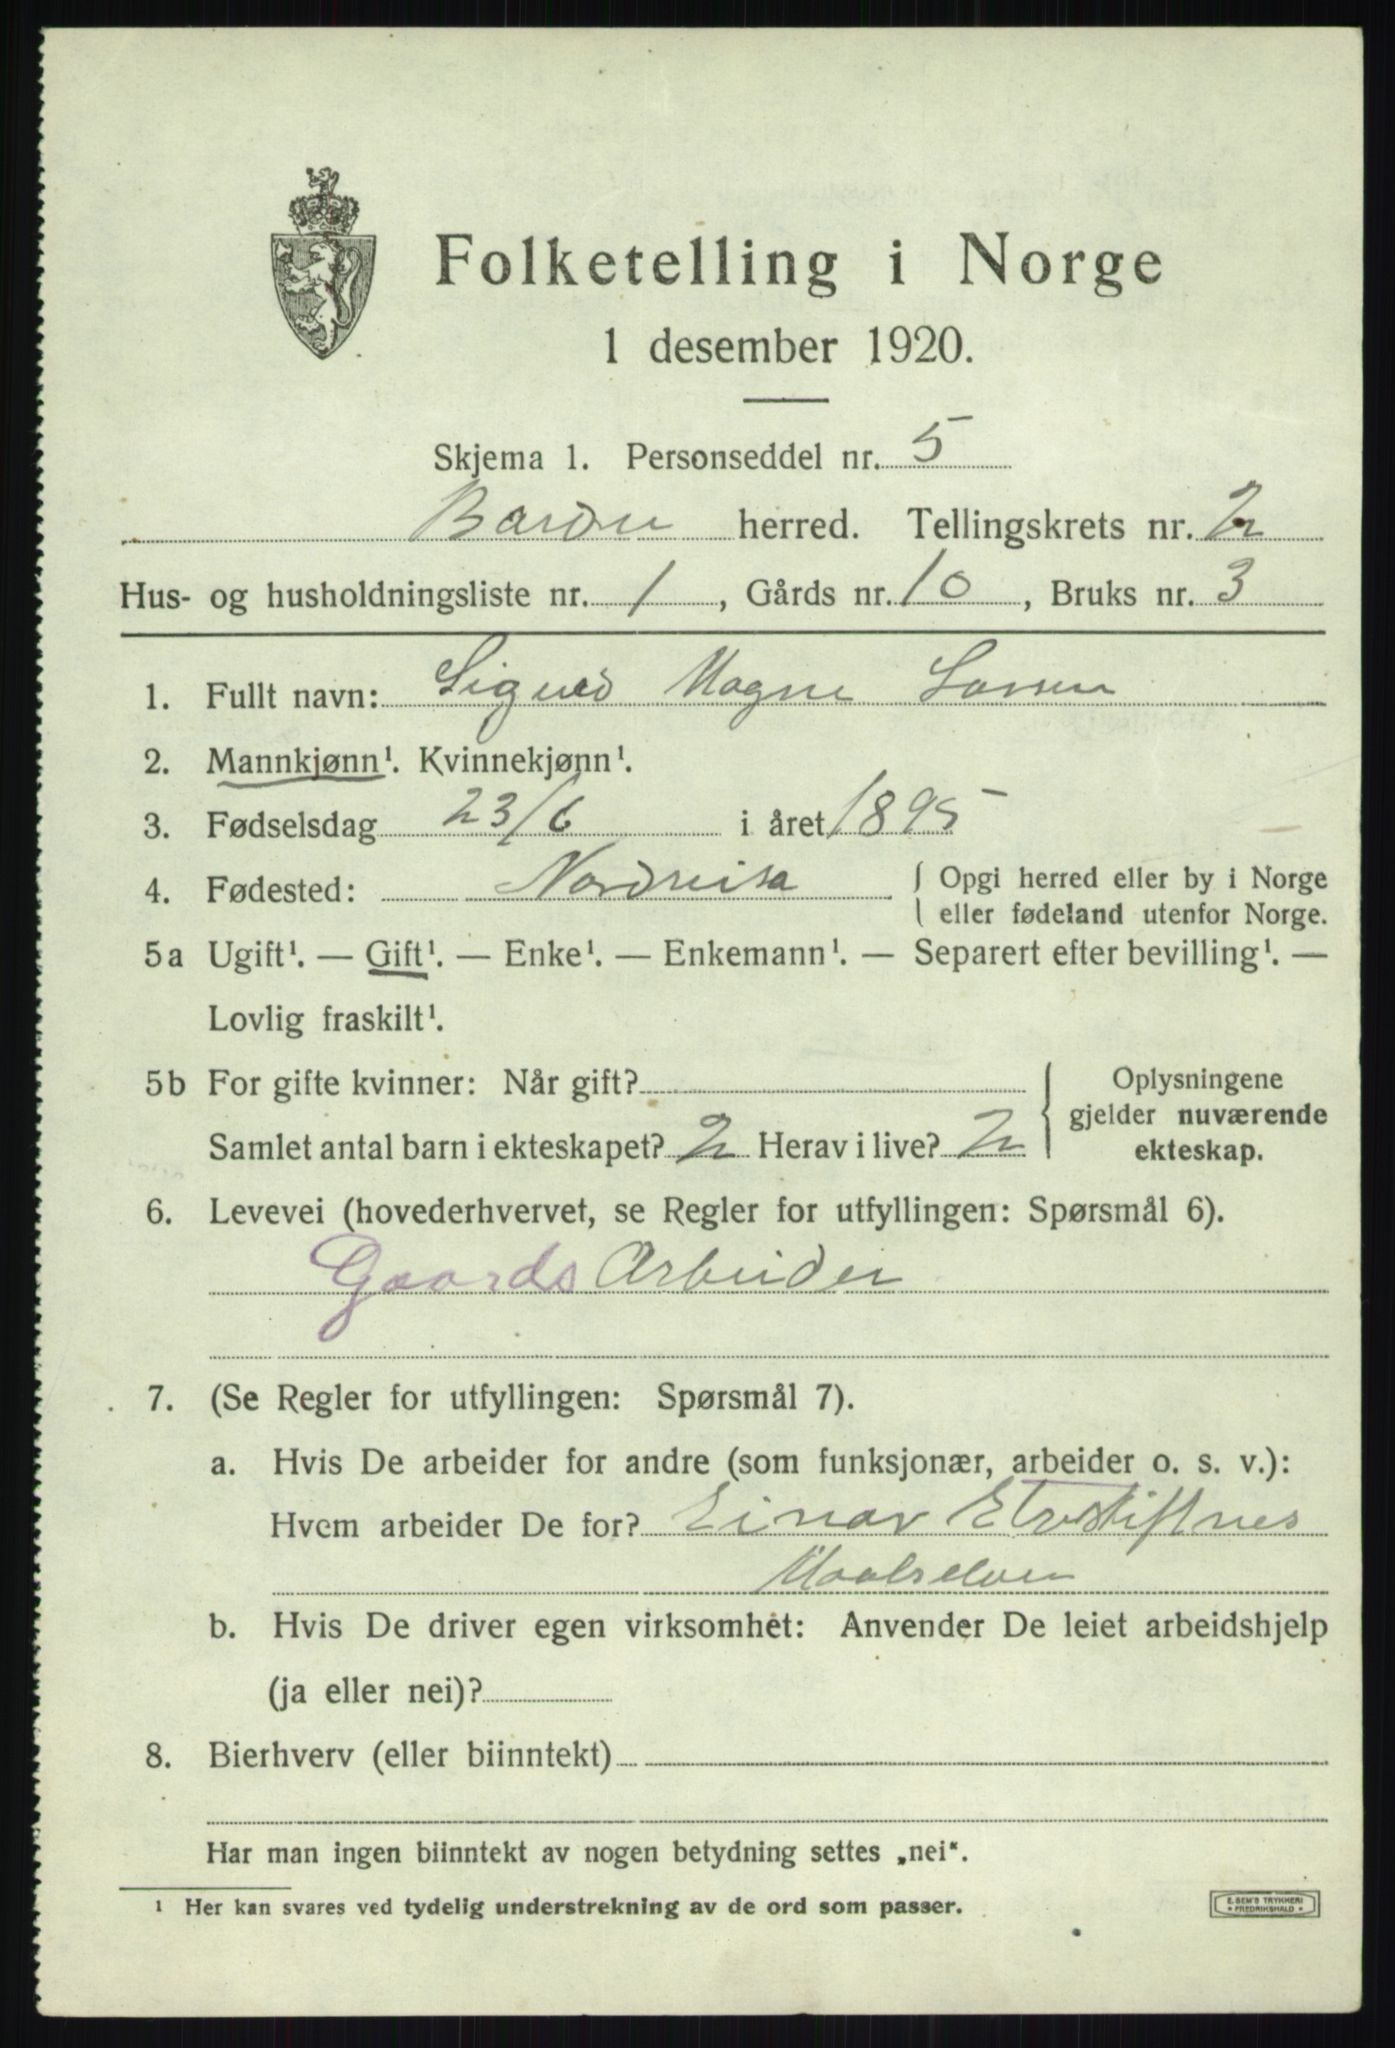 Folketelling i Norge
1 desember 1920.
Skjema 1. Personseddel nr. 5
Bardu herred. Tellingskrets nr. 2
Hus- og husholdningsliste nr. 1, Gårds nr. 10, Bruks nr. 3
1. Fullt navn: Sigurd Magne Larsen
2. Mannkjønn¹. Kvinnekjønn¹.
3. Fødselsdag 23/6 i året 1895
4. Fødested: Nordreisa { Opgi herred eller by i Norge
eller fødeland utenfor Norge.
5a Ugift¹. — Gift¹. — Enke¹. — Enkemann¹. — Separert efter bevilling¹. —
Lovlig fraskilt¹.
5b For gifte kvinner: Når gift?
Samlet antal barn i ekteskapet? 2 Herav i live? 2
Oplysningene
gjelder nuværende
ekteskap.
6. Levevei (hovederhvervet, se Regler for utfyllingen: Spørsmål 6).
Gaards Arbeider
7. (Se Regler for utfyllingen: Spørsmål 7).
a. Hvis De arbeider for andre (som funksjonær, arbeider o. s. v.):
Hvem arbeider De for? Einar
Maalselven
b. Hvis De driver egen virksomhet: Anvender De leiet arbeidshjelp
(ja eller nei)?
8. Bierhverv (eller biinntekt)
Har man ingen biinntekt av nogen betydning settes „nei“.
¹ Her kan svares ved tydelig understrekning av de ord som passer.
E. SEM'S TRYKKERI
* FREDRIKSHALD *